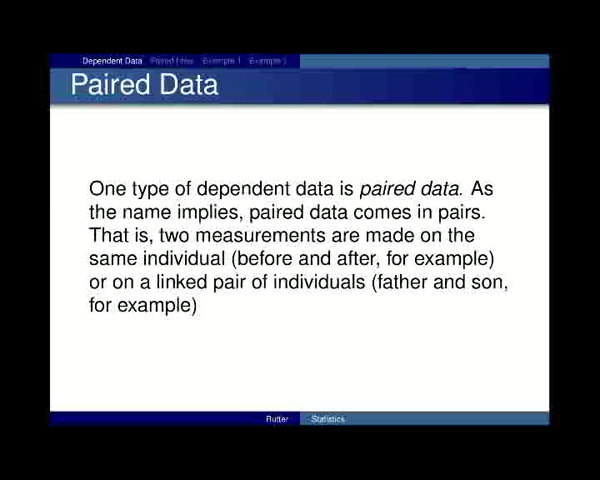 Dependent Data Paired t-test Example 1 Example 2
Paired Data
One type of dependent data is paired data. As
the name implies, paired data comes in pairs.
That is, two measurements are made on the
same individual (before and after, for example)
or on a linked pair of individuals (father and son,
for example)
Rutter Statistics